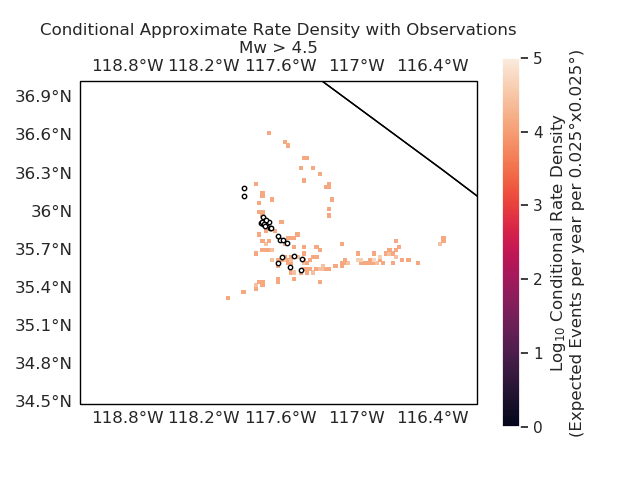 Conditional Approximate Rate Density with Observations
Mw > 4.5
118.8°W 118.2°W 117.6°W 117°W 116.4°W
36.9°N
36.6°N
36.3°N
36°N
35.7°N
35.4°N
35.1°N
34.8°N
34.5°N
118.8°W 118.2°W 117.6°W 117°W 116.4°W
5
4
3
2
1
0
Log₁₀ Conditional Rate Density
(Expected Events per year per 0.025°x0.025°)